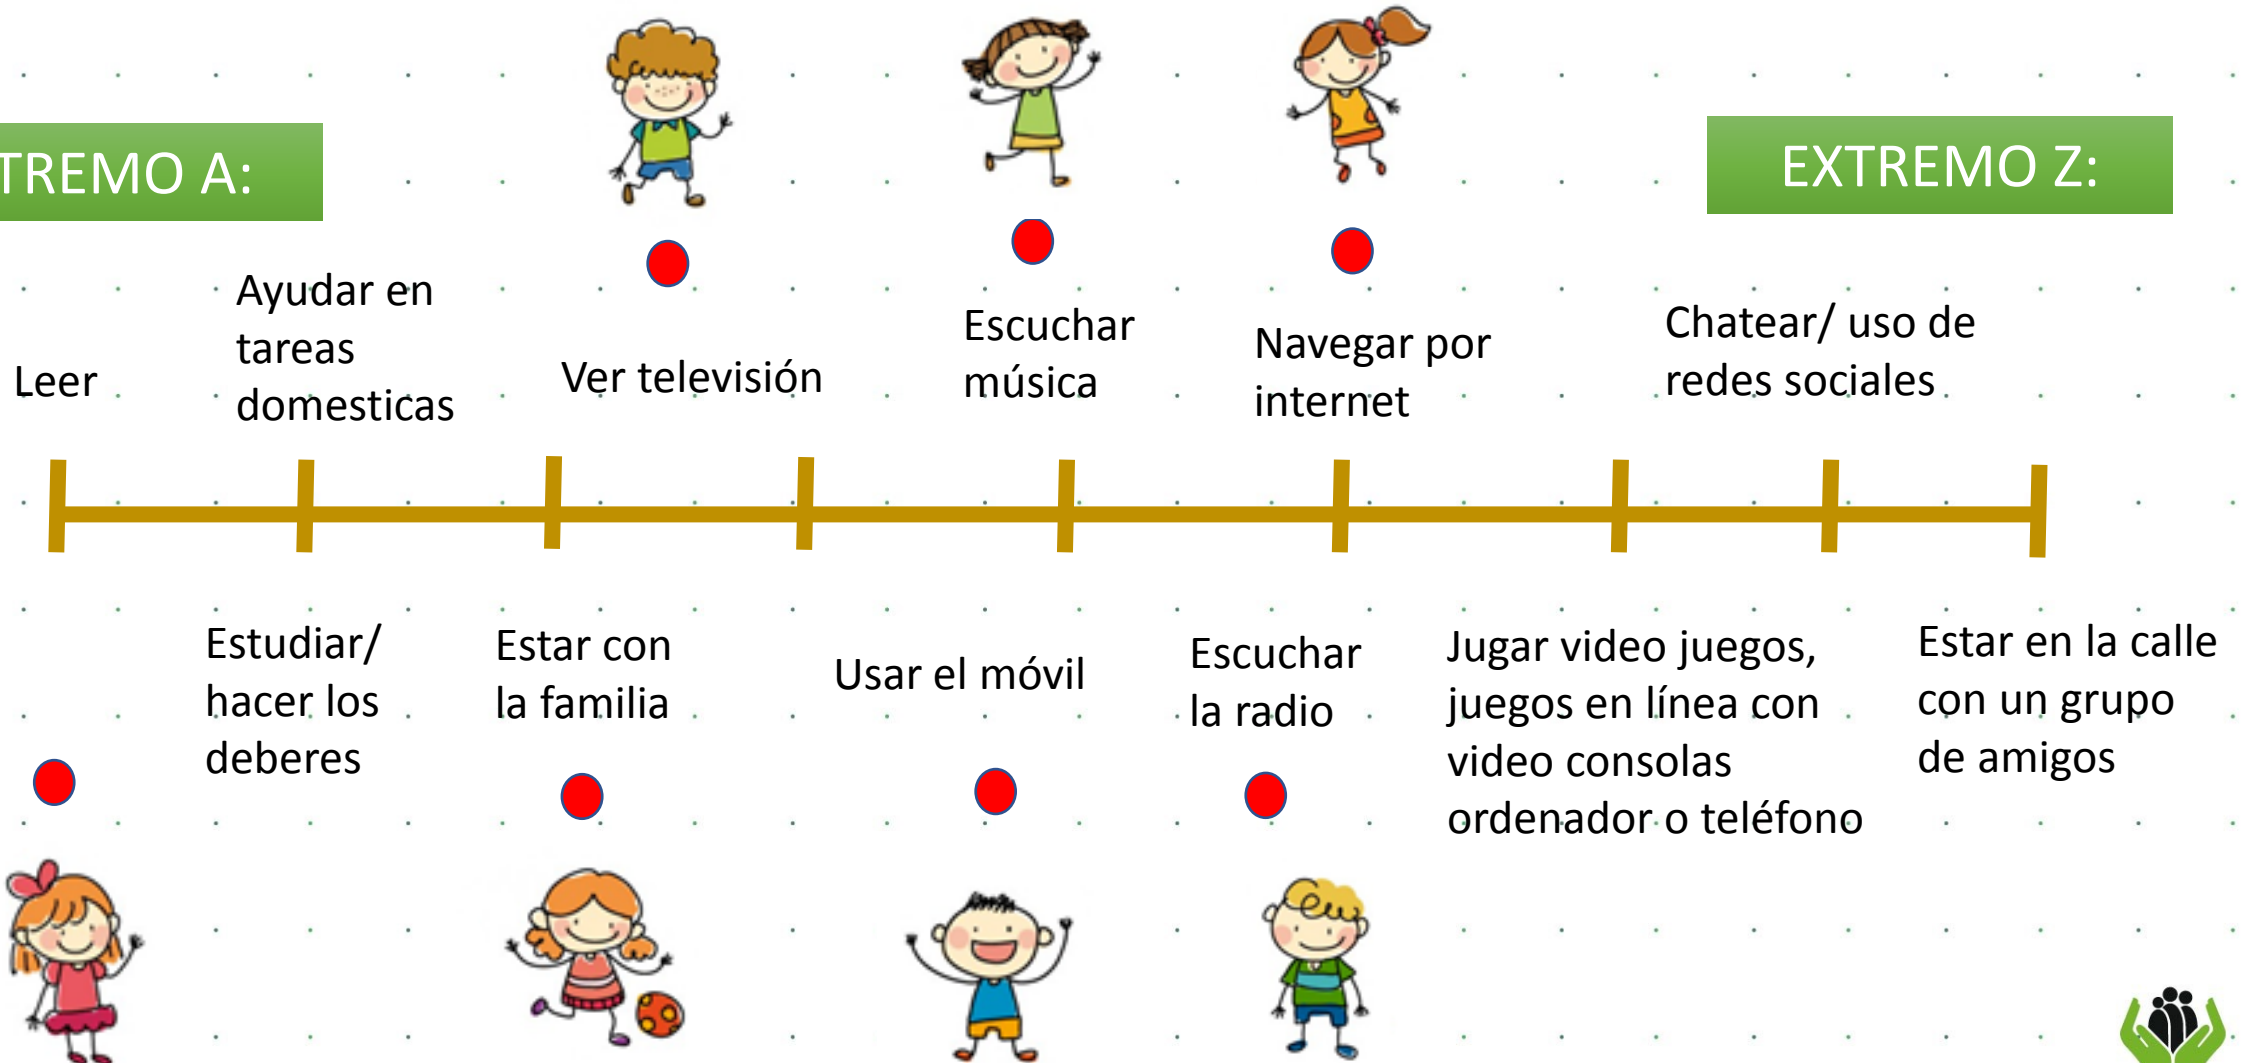 TREMO A:
EXTREMO Z:
Leer
Ayudar en
tareas
domesticas
Ver televisión
Escuchar
música
Navegar por
internet
Chatear/ uso de
redes sociales
Estudiar/
hacer los
deberes
Estar con
la familia
Usar el móvil
Escuchar
la radio
Jugar video juegos,
juegos en línea con
video consolas
ordenador o teléfono
Estar en la calle
con un grupo
de amigos